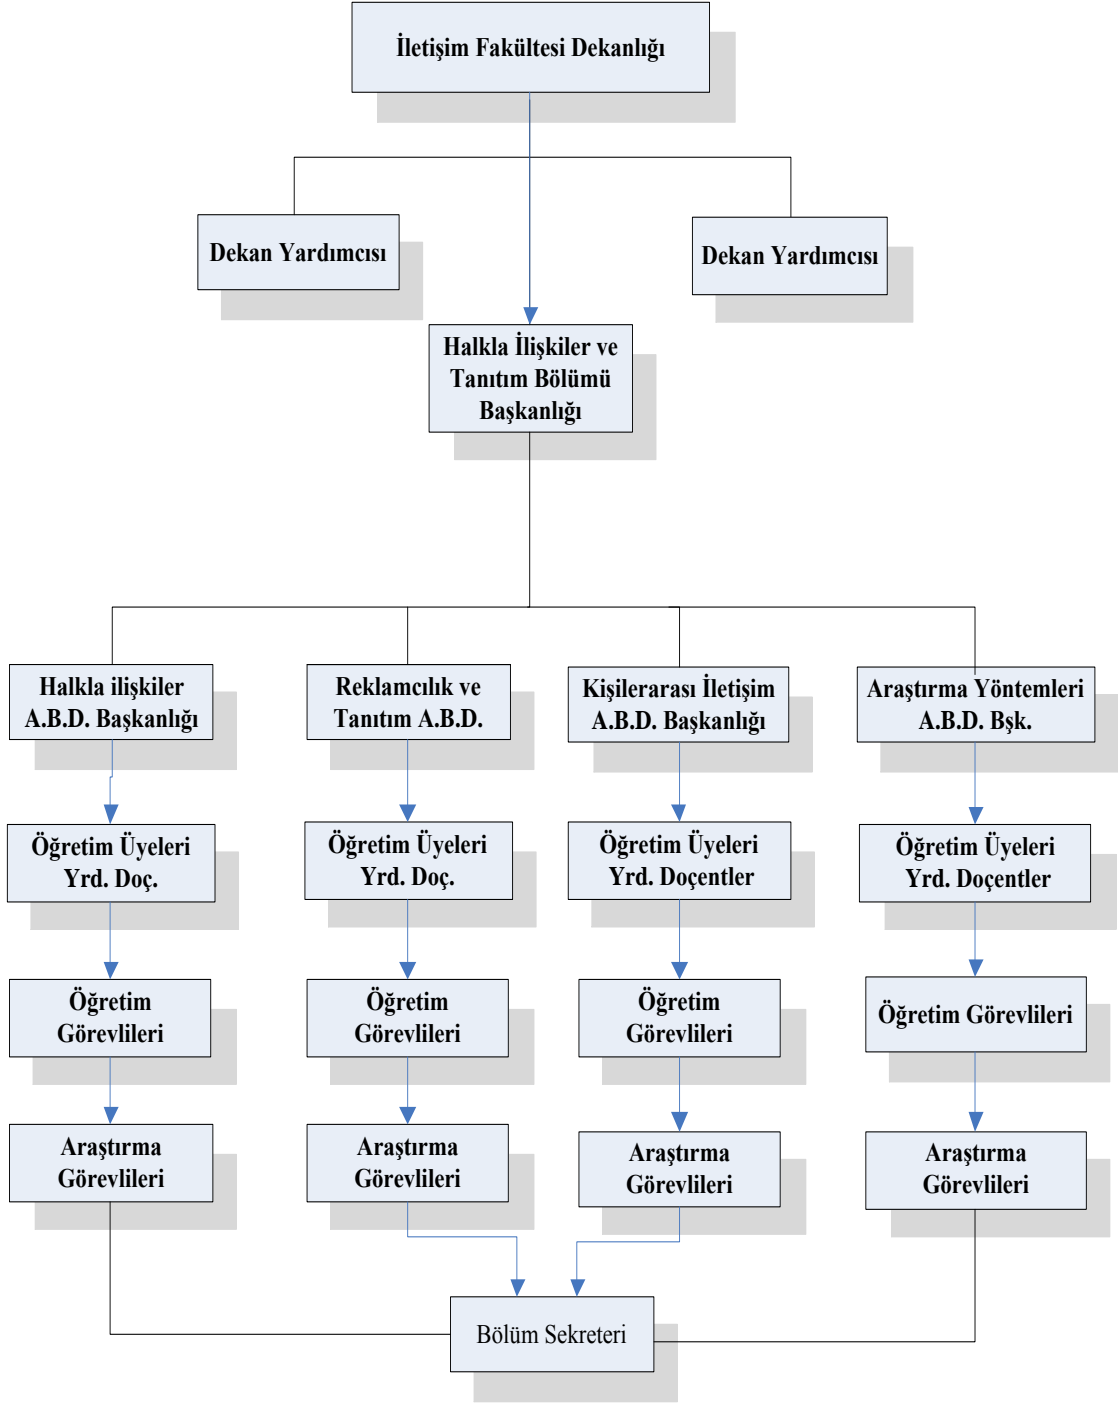 İletişim Fakültesi Dekanlığı
Dekan Yardımcısı
Dekan Yardımcısı
Halkla İlişkiler ve
Tanıtım Bölümü
Başkanlığı
Halkla ilişkiler
A.B.D. Başkanlığı
Reklamcılık ve
Tanıtım A.B.D.
Kişilerarası İletişim
A.B.D. Başkanlığı
Araştırma Yöntemleri
A.B.D. Bşk.
Öğretim Üyeleri
Yrd. Doç.
Öğretim Üyeleri
Yrd. Doç.
Öğretim Üyeleri
Yrd. Doçentler
Öğretim Üyeleri
Yrd. Doçentler
Öğretim
Görevlileri
Öğretim
Görevlileri
Öğretim
Görevlileri
Öğretim Görevlileri
Araştırma
Görevlileri
Araştırma
Görevlileri
Araştırma
Görevlileri
Araştırma
Görevlileri
Bölüm Sekreteri